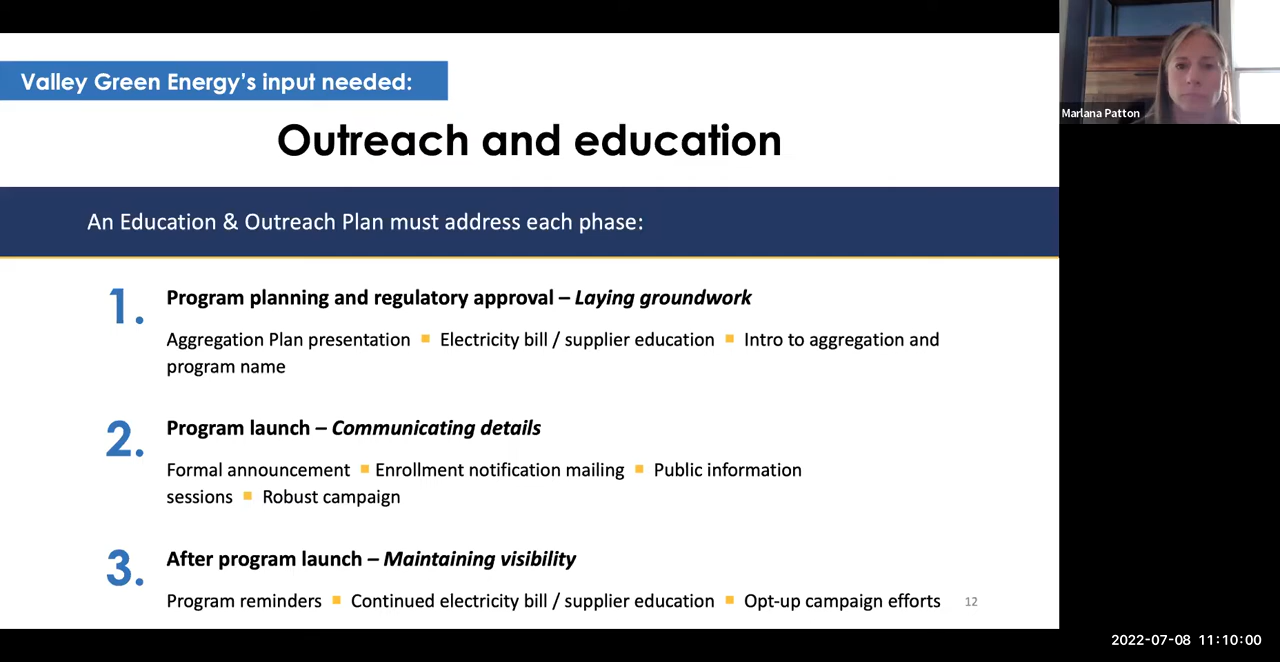 Valley Green Energy's input needed:
Outreach and education
An Education & Outreach Plan must address each phase:
1. Program planning and regulatory approval – Laying groundwork
Aggregation Plan presentation ■ Electricity bill / supplier education ■ Intro to aggregation and
program name
2. Program launch – Communicating details
Formal announcement ■ Enrollment notification mailing ■ Public information
sessions ■ Robust campaign
3. After program launch – Maintaining visibility
Program reminders ■ Continued electricity bill / supplier education ■ Opt-up campaign efforts
12
Marlana Patton
2022-07-08 11:10:00